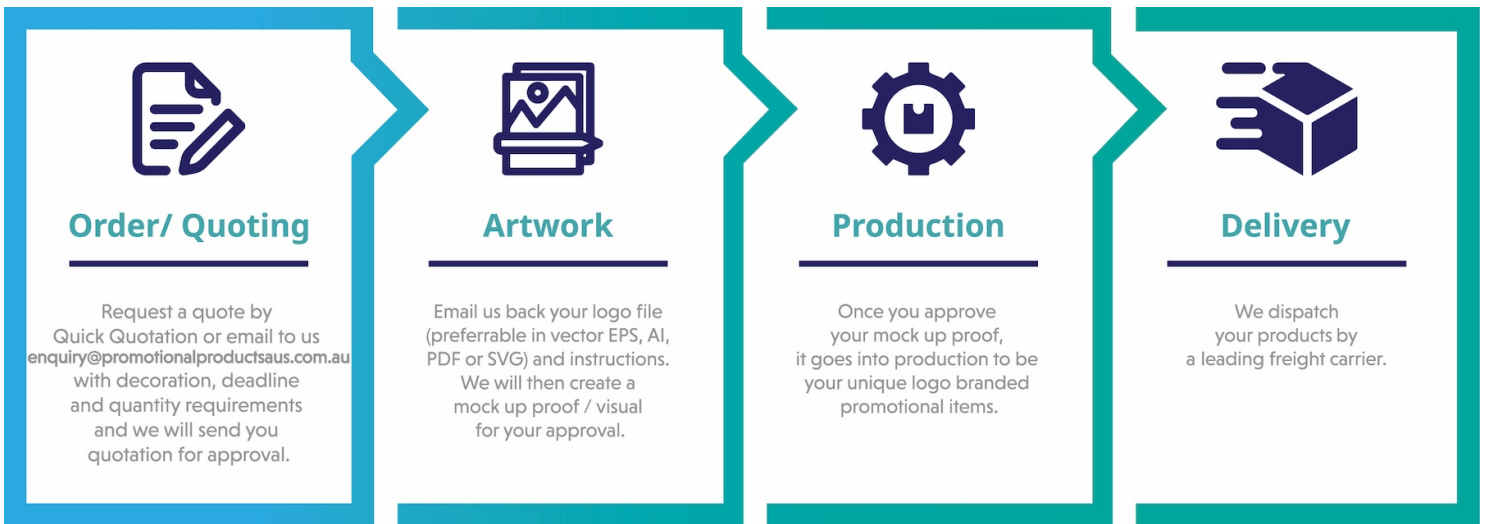 Order/ Quoting
Request a quote by
Quick Quotation or email to us
enquiry@promotionalproductsaus.com.au
with decoration, deadline
and quantity requirements
and we will send you
quotation for approval.
Artwork
Email us back your logo file
(preferrable in vector EPS, AI,
PDF or SVG) and instructions.
We will then create a
mock up proof / visual
for your approval.
Production
Once you approve
your mock up proof,
it goes into production to be
your unique logo branded
promotional items.
Delivery
We dispatch
your products by
a leading freight carrier.